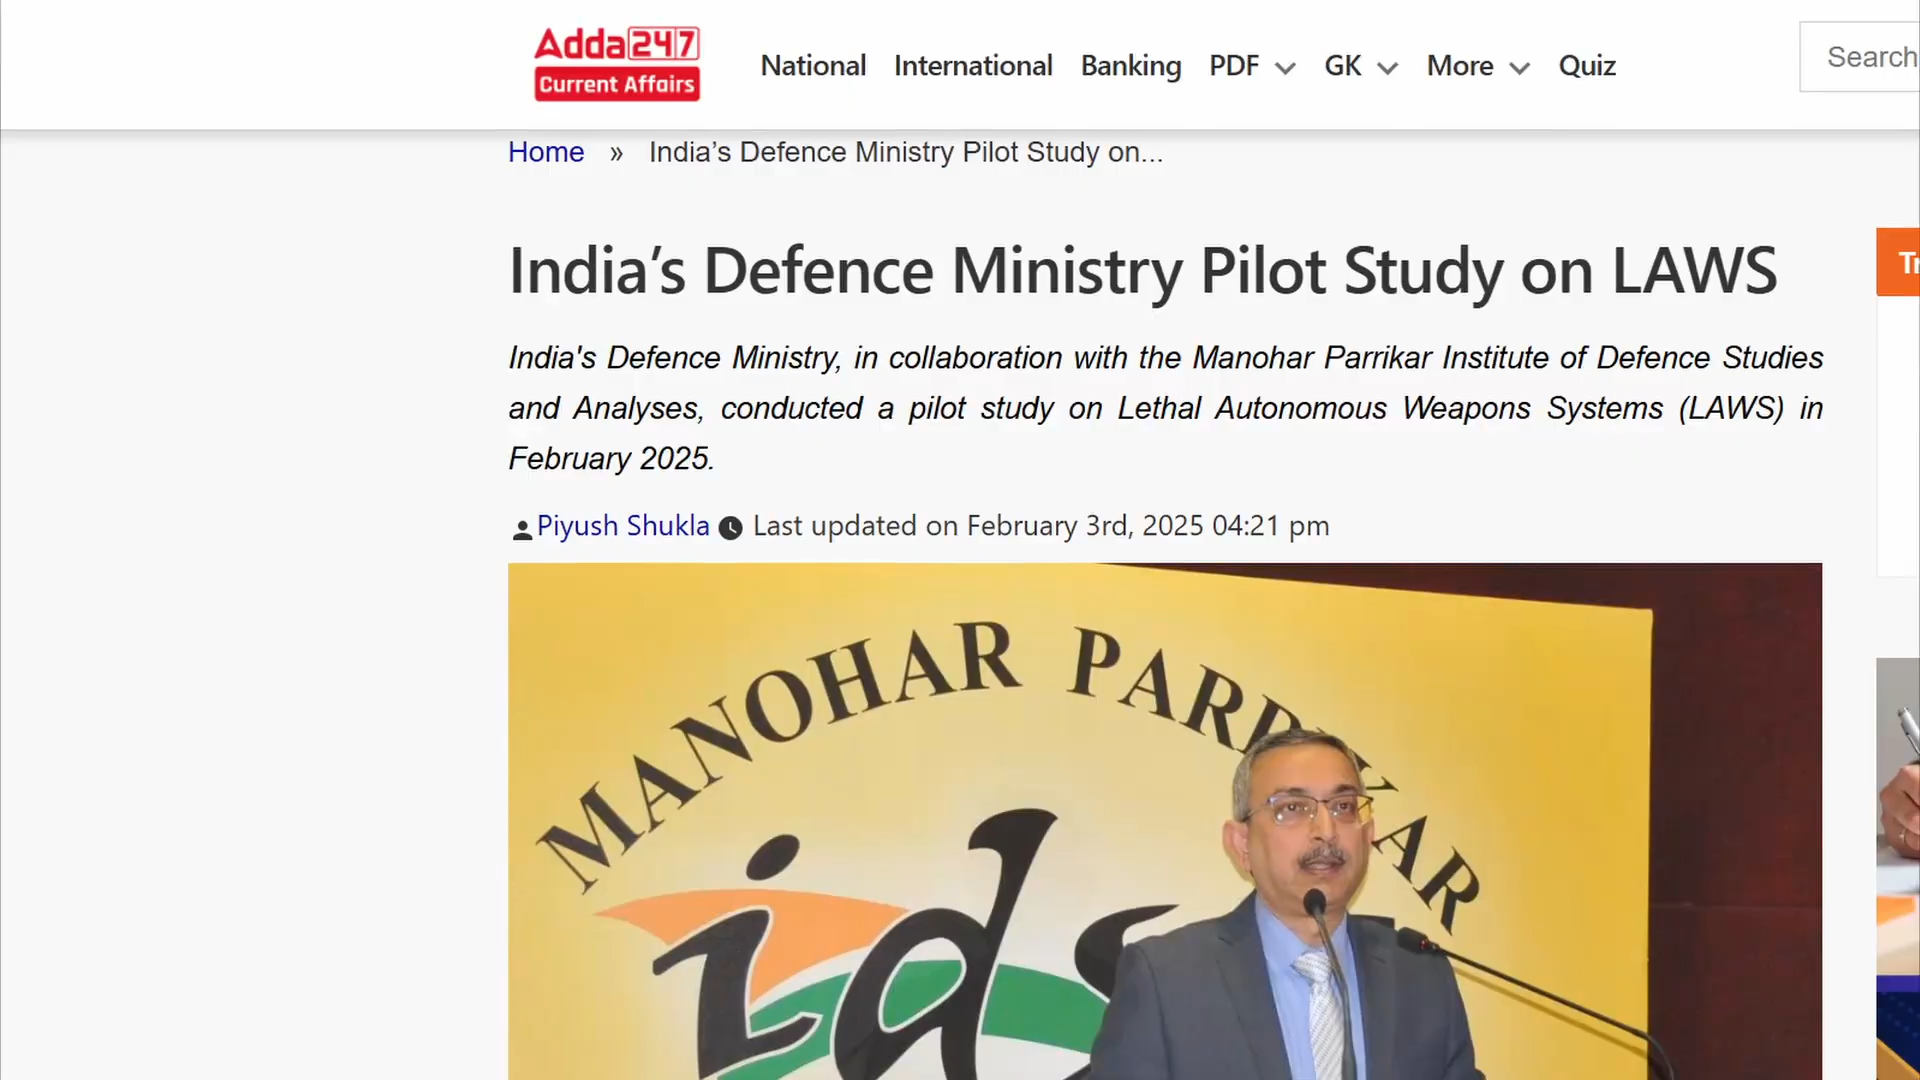 Adda247
Current Affairs
National International Banking PDF GK More Quiz
Search
Home » India’s Defence Ministry Pilot Study on...
India’s Defence Ministry Pilot Study on LAWS
India's Defence Ministry, in collaboration with the Manohar Parrikar Institute of Defence Studies
and Analyses, conducted a pilot study on Lethal Autonomous Weapons Systems (LAWS) in
February 2025.
Piyush Shukla Last updated on February 3rd, 2025 04:21 pm
MANOHAR
ids